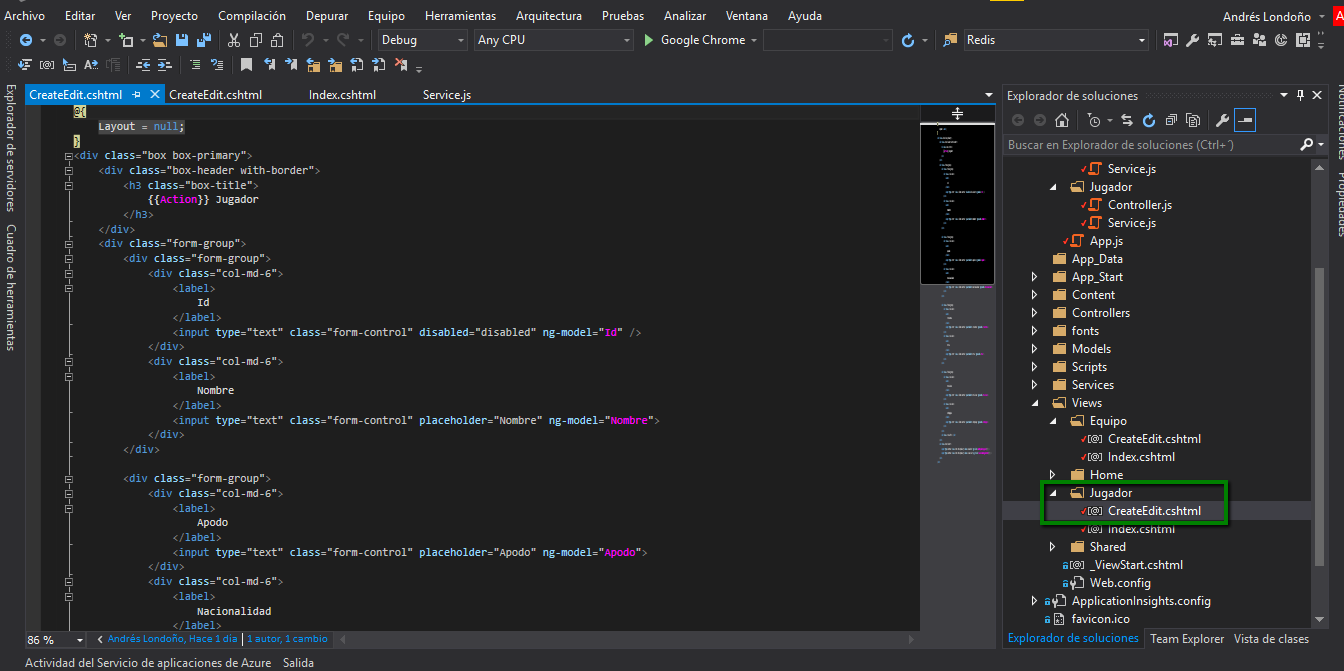 Archivo Editar Ver Proyecto Compilación Depurar Equipo Herramientas Arquitectura Pruebas Analizar Ventana Ayuda Andrés Londoño
Debug Any CPU Google Chrome Redis
CreateEdit.cshtml CreateEdit.cshtml Index.cshtml Service.js
Explorador de servidores
Cuadro de herramientas
@{
Layout = null;
}
<div class="box box-primary">
<div class="box-header with-border">
<h3 class="box-title">
{{Action}} Jugador
</h3>
</div>
<div class="form-group">
<div class="form-group">
<div class="col-md-6">
<label>
Id
</label>
<input type="text" class="form-control" disabled="disabled" ng-model="Id" />
</div>
<div class="col-md-6">
<label>
Nombre
</label>
<input type="text" class="form-control" placeholder="Nombre" ng-model="Nombre">
</div>
</div>
<div class="form-group">
<div class="col-md-6">
<label>
Apodo
</label>
<input type="text" class="form-control" placeholder="Apodo" ng-model="Apodo">
</div>
<div class="col-md-6">
<label>
Nacionalidad
</label>
86 % Andrés Londoño, Hace 1 día | 1 autor, 1 cambio
Explorador de soluciones
Buscar en Explorador de soluciones (Ctrl+´)
Service.js
Jugador
Controller.js
Service.js
App.js
App_Data
App_Start
Content
Controllers
fonts
Models
Scripts
Services
Views
Equipo
CreateEdit.cshtml
Index.cshtml
Home
Jugador
CreateEdit.cshtml
Index.cshtml
Shared
_ViewStart.cshtml
Web.config
ApplicationInsights.config
favicon.ico
Explorador de soluciones Team Explorer Vista de clases
Notificaciones
Propiedades
Actividad del Servicio de aplicaciones de Azure Salida